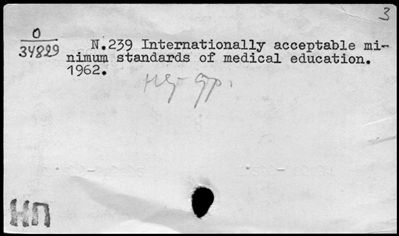 3
0
34829
N.239 Internationally acceptable mi-
nimum standards of medical education.
1962.
НП